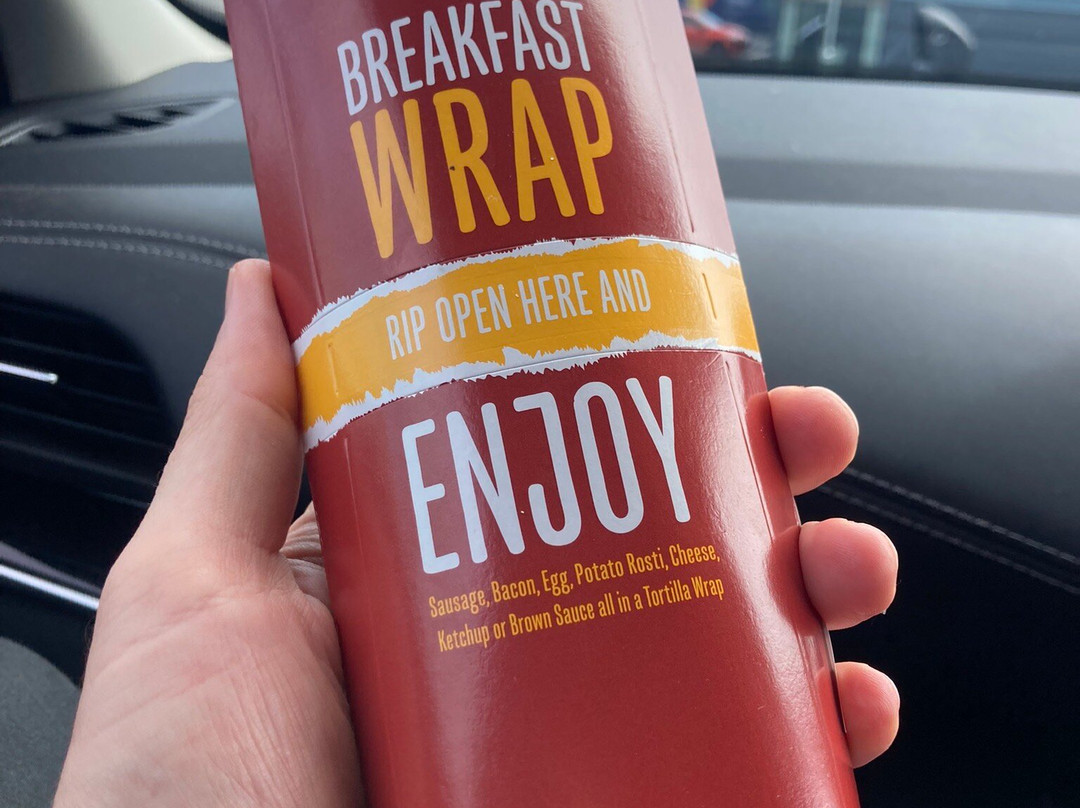 BREAKFAST
WRAP
RIP OPEN HERE AND
ENJOY
Sausage, Bacon, Egg, Potato Rosti, Cheese,
Ketchup or Brown Sauce all in a Tortilla Wrap